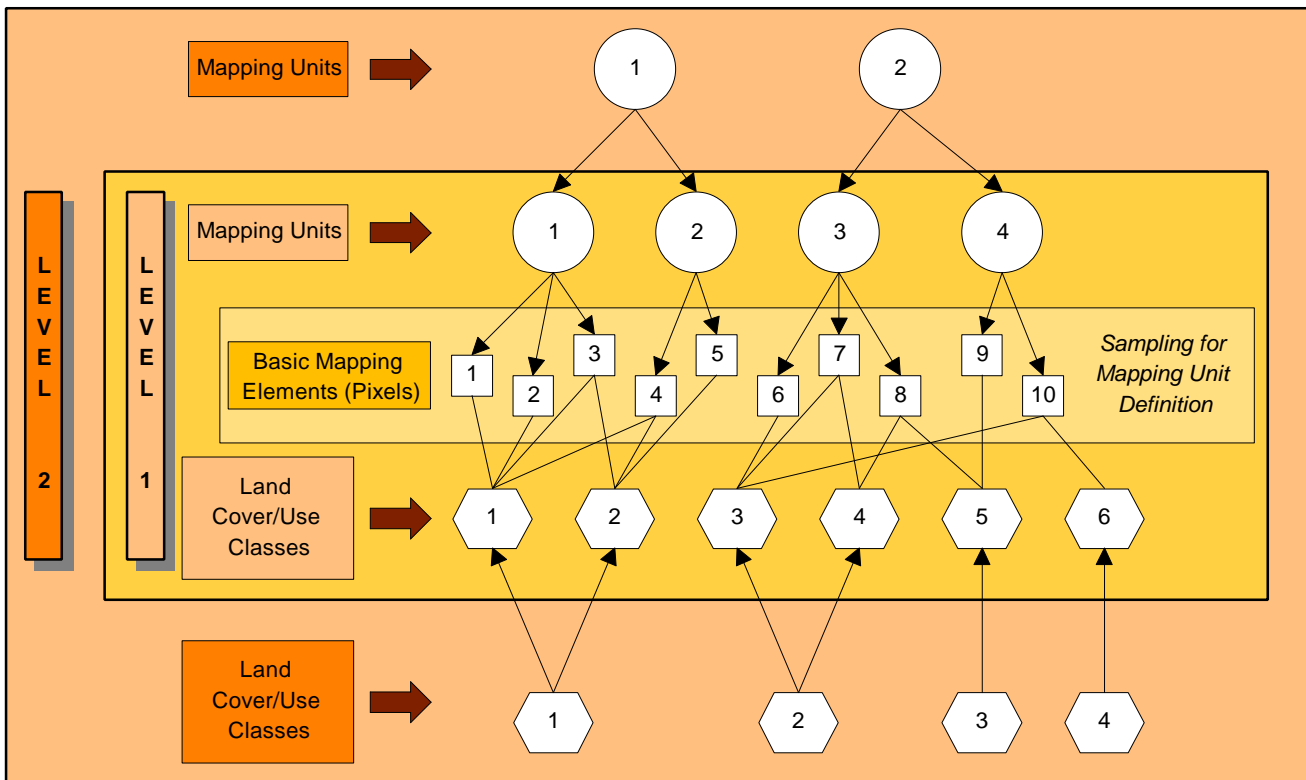 Mapping Units
1
2
LEVEL 2
LEVEL 1
Mapping Units
1
2
3
4
Basic Mapping
Elements (Pixels)
1
2
3
4
5
6
7
8
9
10
Sampling for
Mapping Unit
Definition
Land
Cover/Use
Classes
1
2
3
4
5
6
Land
Cover/Use
Classes
1
2
3
4